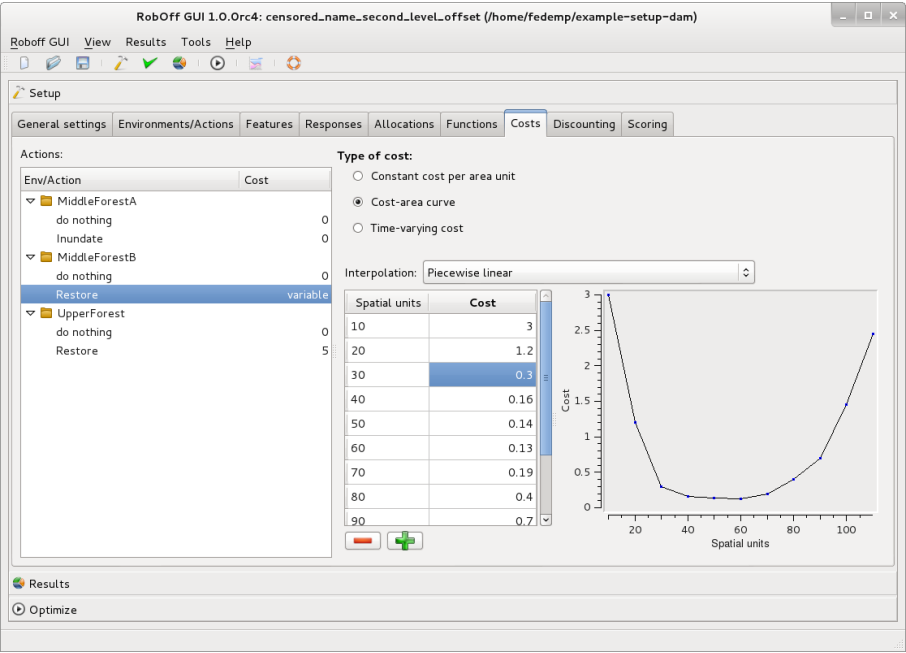 RobOff GUI 1.0.0rc4: censored_name_second_level_offset (/home/fedemp/example-setup-dam)
Roboff GUI View Results Tools Help
Setup
General settings Environments/Actions Features Responses Allocations Functions Costs Discounting Scoring
Actions:
Env/Action Cost
MiddleForestA
do nothing 0
Inundate 0
MiddleForestB
do nothing 0
Restore variable
UpperForest
do nothing 0
Restore 5
Type of cost:
Constant cost per area unit
Cost-area curve
Time-varying cost
Interpolation: Piecewise linear
Spatial units Cost
10 3
20 1.2
30 0.3
40 0.16
50 0.14
60 0.13
70 0.19
80 0.4
90 0.7
3
2.5
2
1.5
1
0.5
0
Cost
20 40 60 80 100
Spatial units
Results
Optimize